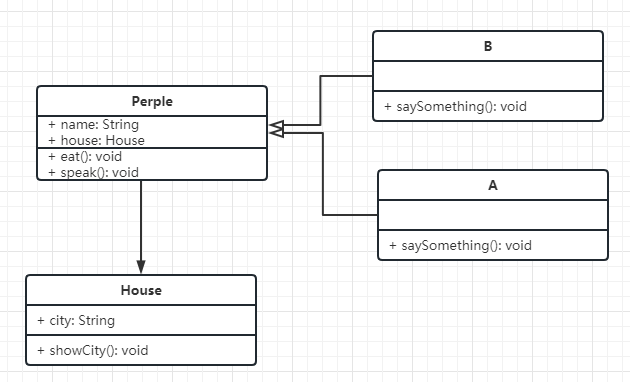 B
+ saySomething(): void
Perple
+ name: String
+ house: House
+ eat(): void
+ speak(): void
A
+ saySomething(): void
House
+ city: String
+ showCity(): void